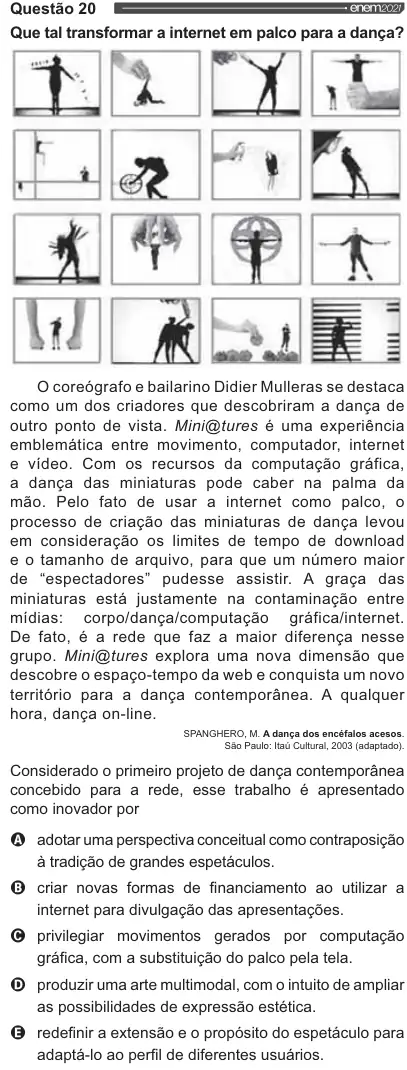 Questão 20
enem2021
Que tal transformar a internet em palco para a dança?
O coreógrafo e bailarino Didier Mulleras se destaca
como um dos criadores que descobriram a dança de
outro ponto de vista. Mini@tures é uma experiência
emblemática entre movimento, computador, internet
e vídeo. Com os recursos da computação gráfica,
a dança das miniaturas pode caber na palma da
mão. Pelo fato de usar a internet como palco, o
processo de criação das miniaturas de dança levou
em consideração os limites de tempo de download
e o tamanho de arquivo, para que um número maior
de “espectadores” pudesse assistir. A graça das
miniaturas está justamente na contaminação entre
mídias: corpo/dança/computação gráfica/internet.
De fato, é a rede que faz a maior diferença nesse
grupo. Mini@tures explora uma nova dimensão que
descobre o espaço-tempo da web e conquista um novo
território para a dança contemporânea. A qualquer
hora, dança on-line.
SPANGHERO, M. A dança dos encéfalos acesos.
São Paulo: Itaú Cultural, 2003 (adaptado).
Considerado o primeiro projeto de dança contemporânea
concebido para a rede, esse trabalho é apresentado
como inovador por
A adotar uma perspectiva conceitual como contraposição
à tradição de grandes espetáculos.
B criar novas formas de financiamento ao utilizar a
internet para divulgação das apresentações.
C privilegiar movimentos gerados por computação
gráfica, com a substituição do palco pela tela.
D produzir uma arte multimodal, com o intuito de ampliar
as possibilidades de expressão estética.
E redefinir a extensão e o propósito do espetáculo para
adaptá-lo ao perfil de diferentes usuários.